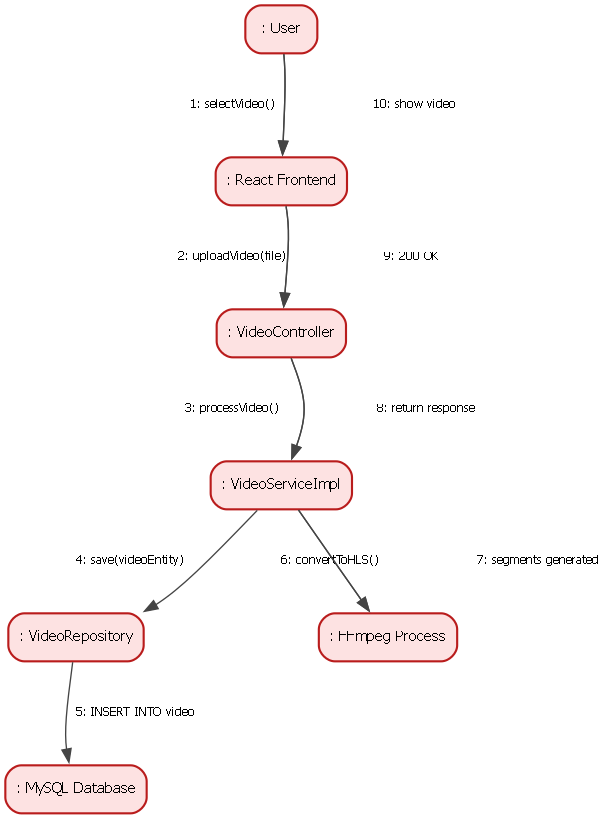 : User
1: selectVideo()
10: show video
: React Frontend
2: uploadVideo(file)
9: 200 OK
: VideoController
3: processVideo()
8: return response
: VideoServiceImpl
4: save(videoEntity)
6: convertToHLS()
7: segments generated
: VideoRepository
: FFmpeg Process
5: INSERT INTO video
: MySQL Database